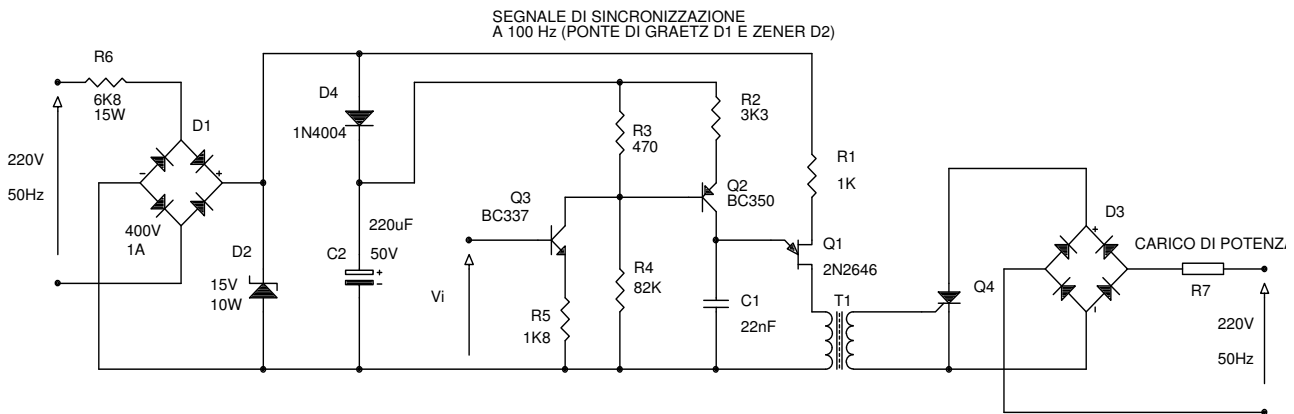 SEGNALE DI SINCRONIZZAZIONE
A 100 Hz (PONTE DI GRAETZ D1 E ZENER D2)
R6
6K8
15W
D1
220V
50Hz
400V
1A
D2
15V
10W
D4
1N4004
220uF
C2
50V
Q3
BC337
Vi
R5
1K8
R3
470
R4
82K
R2
3K3
Q2
BC350
C1
22nF
R1
1K
Q1
2N2646
T1
Q4
D3
CARICO DI POTENZA
R7
220V
50Hz